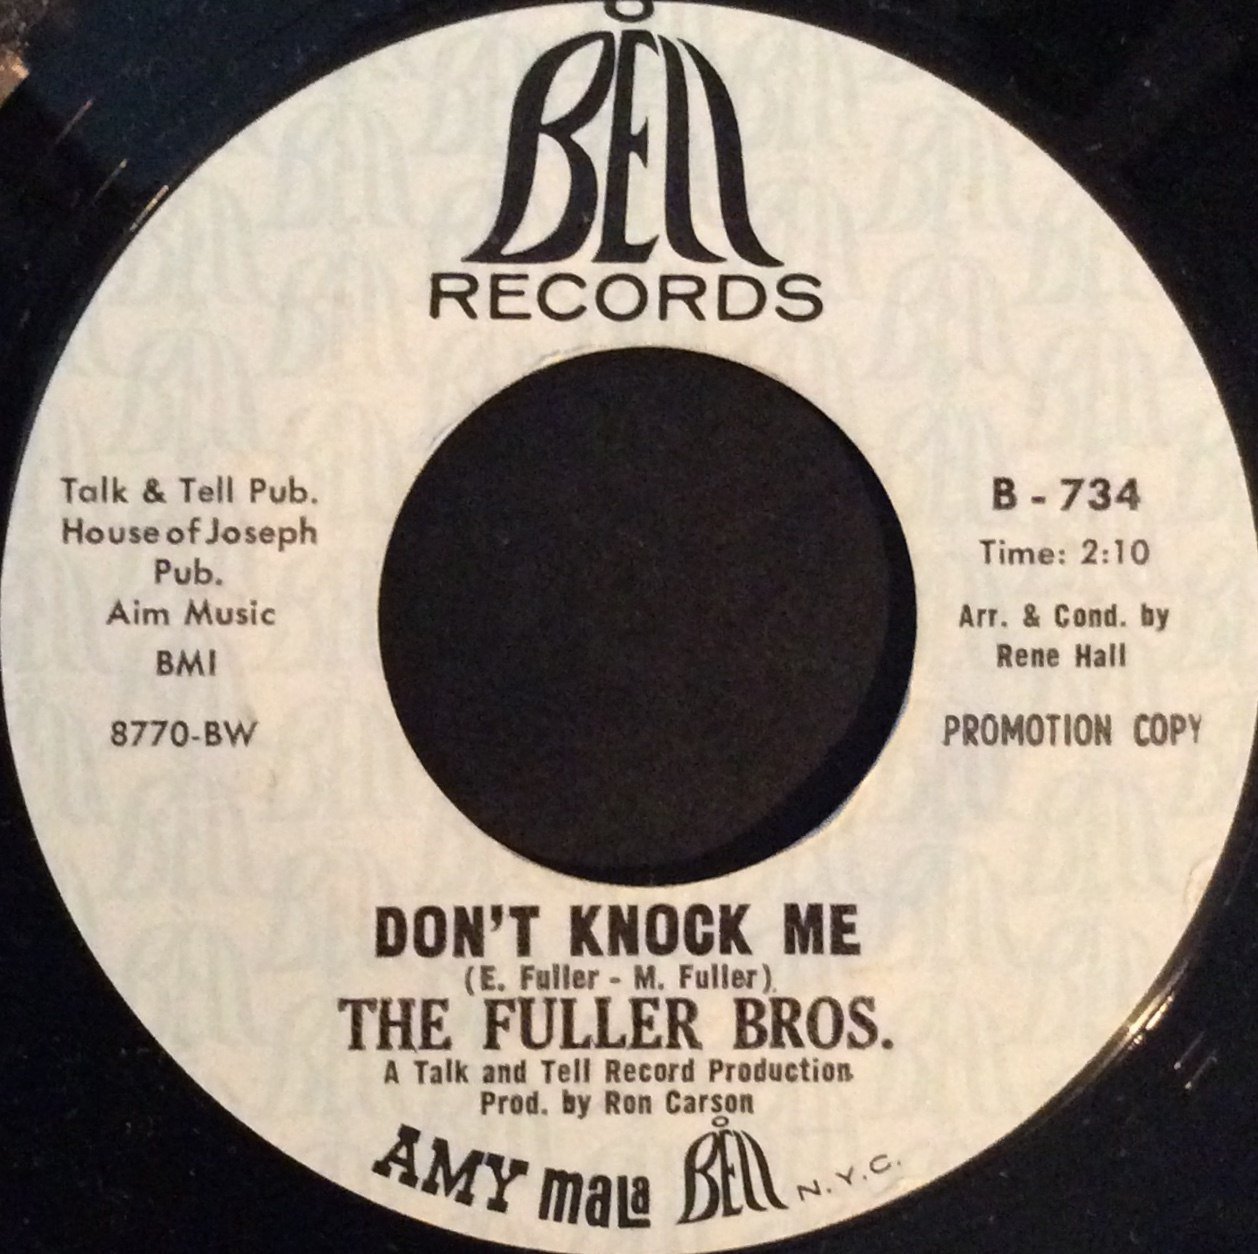 BELL
RECORDS
Talk & Tell Pub.
House of Joseph
Pub.
Aim Music
BMI
8770-BW
B - 734
Time: 2:10
Arr. & Cond. by
Rene Hall
PROMOTION COPY
DON'T KNOCK ME
(E. Fuller - M. Fuller)
THE FULLER BROS.
A Talk and Tell Record Production
Prod. by Ron Carson
AMY mala BELL N.Y.C.